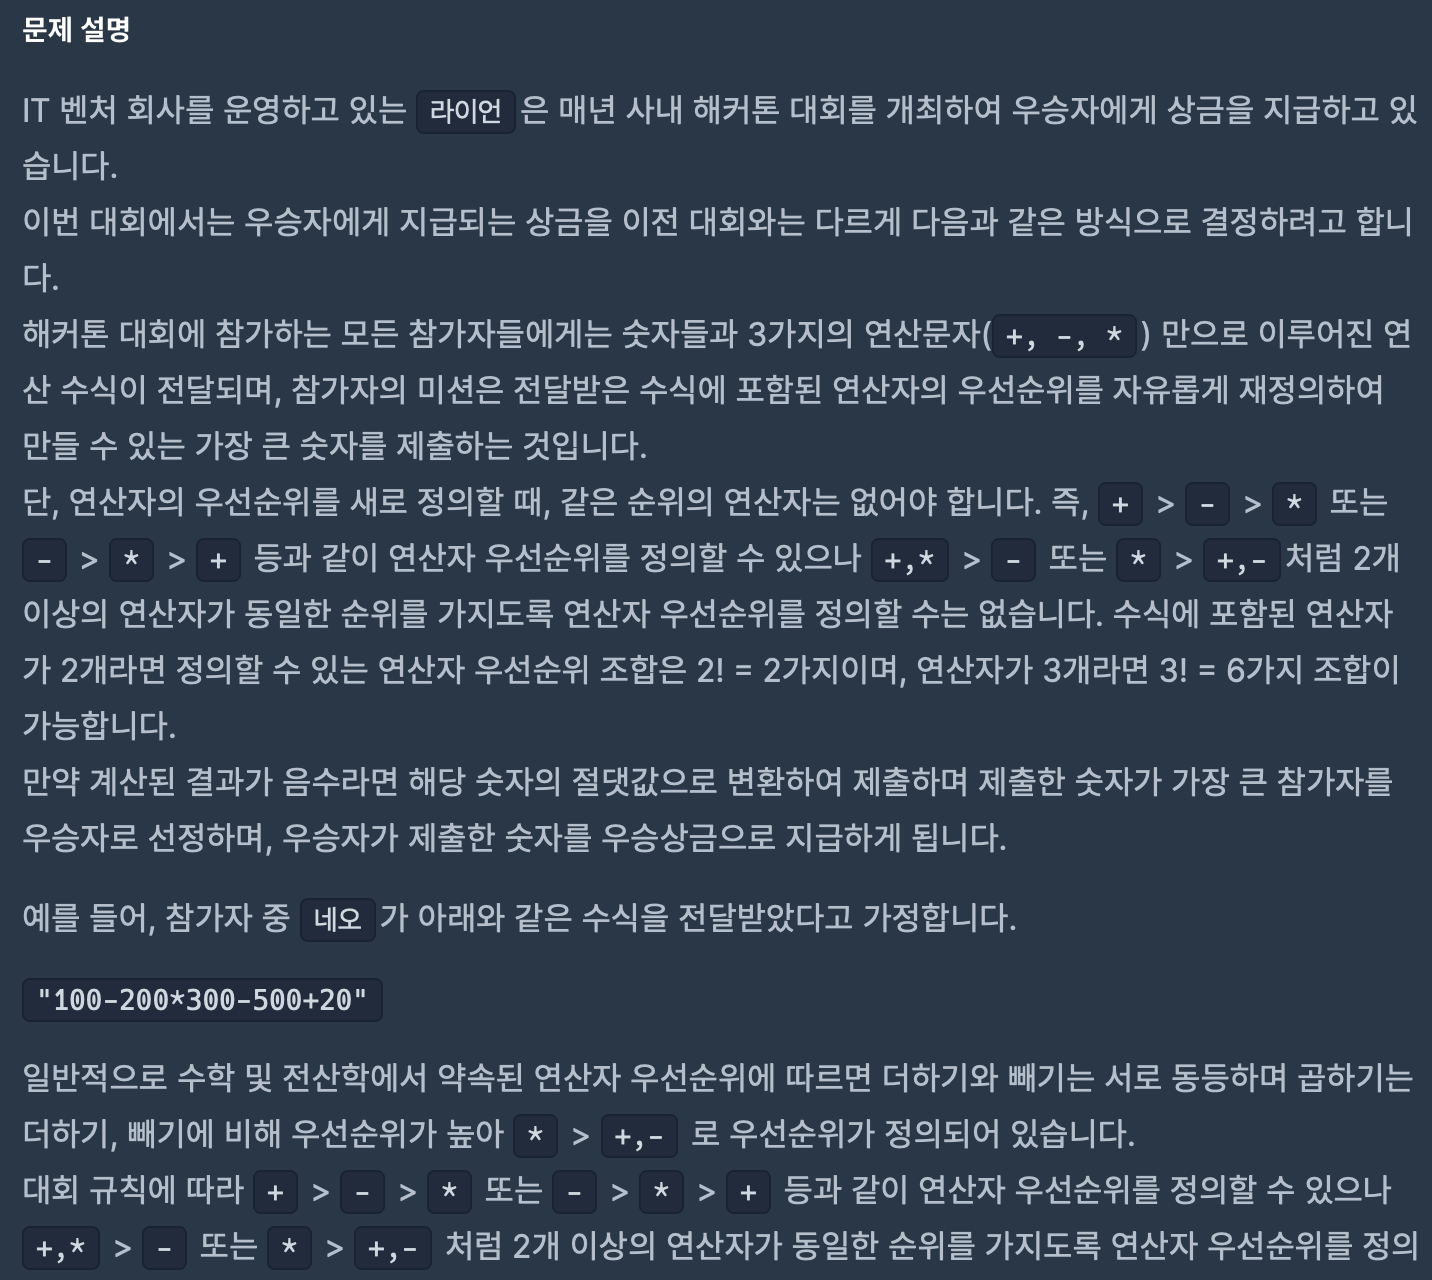 문제 설명
IT 벤처 회사를 운영하고 있는 라이언은 매년 사내 해커톤 대회를 개최하여 우승자에게 상금을 지급하고 있
습니다.
이번 대회에서는 우승자에게 지급되는 상금을 이전 대회와는 다르게 다음과 같은 방식으로 결정하려고 합니
다.
해커톤 대회에 참가하는 모든 참가자들에게는 숫자들과 3가지의 연산문자(+, -, *) 만으로 이루어진 연
산 수식이 전달되며, 참가자의 미션은 전달받은 수식에 포함된 연산자의 우선순위를 자유롭게 재정의하여
만들 수 있는 가장 큰 숫자를 제출하는 것입니다.
단, 연산자의 우선순위를 새로 정의할 때, 같은 순위의 연산자는 없어야 합니다. 즉, + > - > * 또는
- > * > + 등과 같이 연산자 우선순위를 정의할 수 있으나 +,* > - 또는 * > +,-처럼 2개
이상의 연산자가 동일한 순위를 가지도록 연산자 우선순위를 정의할 수는 없습니다. 수식에 포함된 연산자
가 2개라면 정의할 수 있는 연산자 우선순위 조합은 2! = 2가지이며, 연산자가 3개라면 3! = 6가지 조합이
가능합니다.
만약 계산된 결과가 음수라면 해당 숫자의 절댓값으로 변환하여 제출하며 제출한 숫자가 가장 큰 참가자를
우승자로 선정하며, 우승자가 제출한 숫자를 우승상금으로 지급하게 됩니다.
예를 들어, 참가자 중 네오가 아래와 같은 수식을 전달받았다고 가정합니다.
"100-200*300-500+20"
일반적으로 수학 및 전산학에서 약속된 연산자 우선순위에 따르면 더하기와 빼기는 서로 동등하며 곱하기는
더하기, 빼기에 비해 우선순위가 높아 * > +,- 로 우선순위가 정의되어 있습니다.
대회 규칙에 따라 + > - > * 또는 - > * > + 등과 같이 연산자 우선순위를 정의할 수 있으나
+,* > - 또는 * > +,- 처럼 2개 이상의 연산자가 동일한 순위를 가지도록 연산자 우선순위를 정의